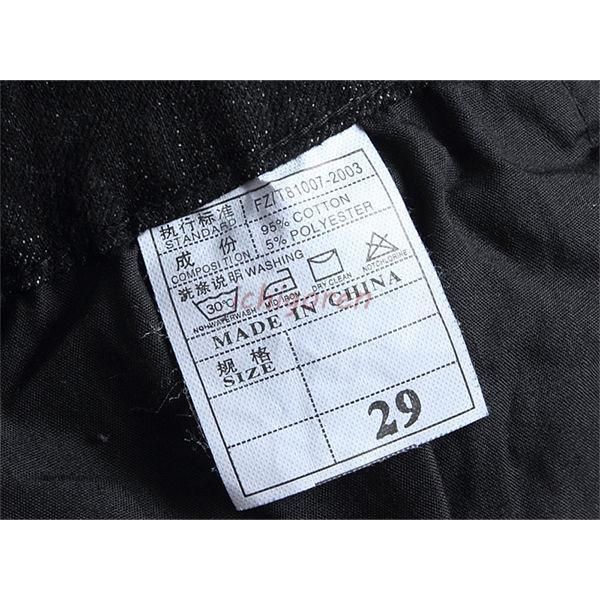 执行标准 FZ/T81007-2003
STANDARD
成 份 95% COTTON
COMPOSITION 5% POLYESTER
洗涤说明 WASHING
30℃
DRY CLEAN NOTCHLORINE
MADE IN CHINA
规格
SIZE
29